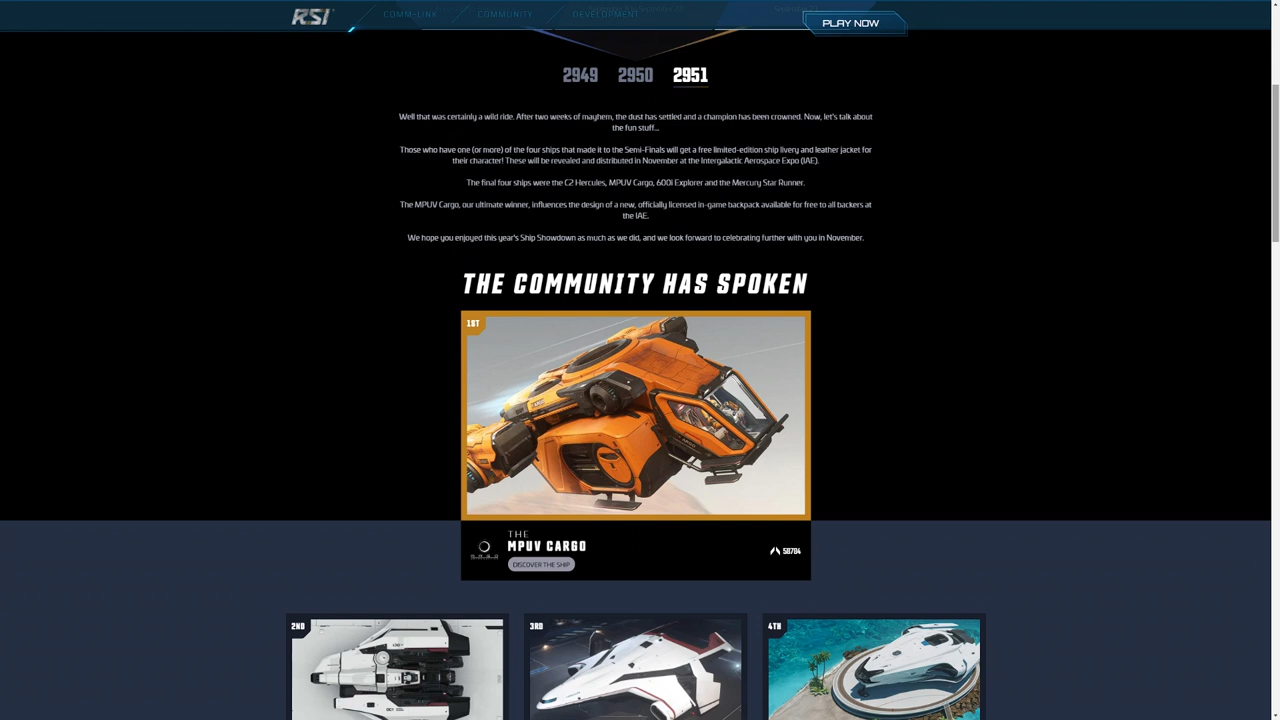 RSI
COMM-LINK
COMMUNITY
DEVELOPMENT
PLAY NOW
2949 2950 2951
Well that was certainly a wild ride. After two weeks of mayhem, the dust has settled and a champion has been crowned. Now, let's talk about
the fun stuff...
Those who have one (or more) of the four ships that made it to the Semi-Finals will get a free limited-edition ship livery and leather jacket for
their character! These will be revealed and distributed in November at the Intergalactic Aerospace Expo (IAE).
The final four ships were the C2 Hercules, MPUV Cargo, 600i Explorer and the Mercury Star Runner.
The MPUV Cargo, our ultimate winner, influences the design of a new, officially licensed in-game backpack available for free to all backers at
the IAE.
We hope you enjoyed this year's Ship Showdown as much as we did, and we look forward to celebrating further with you in November.
THE COMMUNITY HAS SPOKEN
1ST
THE
MPUV CARGO
DISCOVER THE SHIP
58784
2ND
3RD
4TH